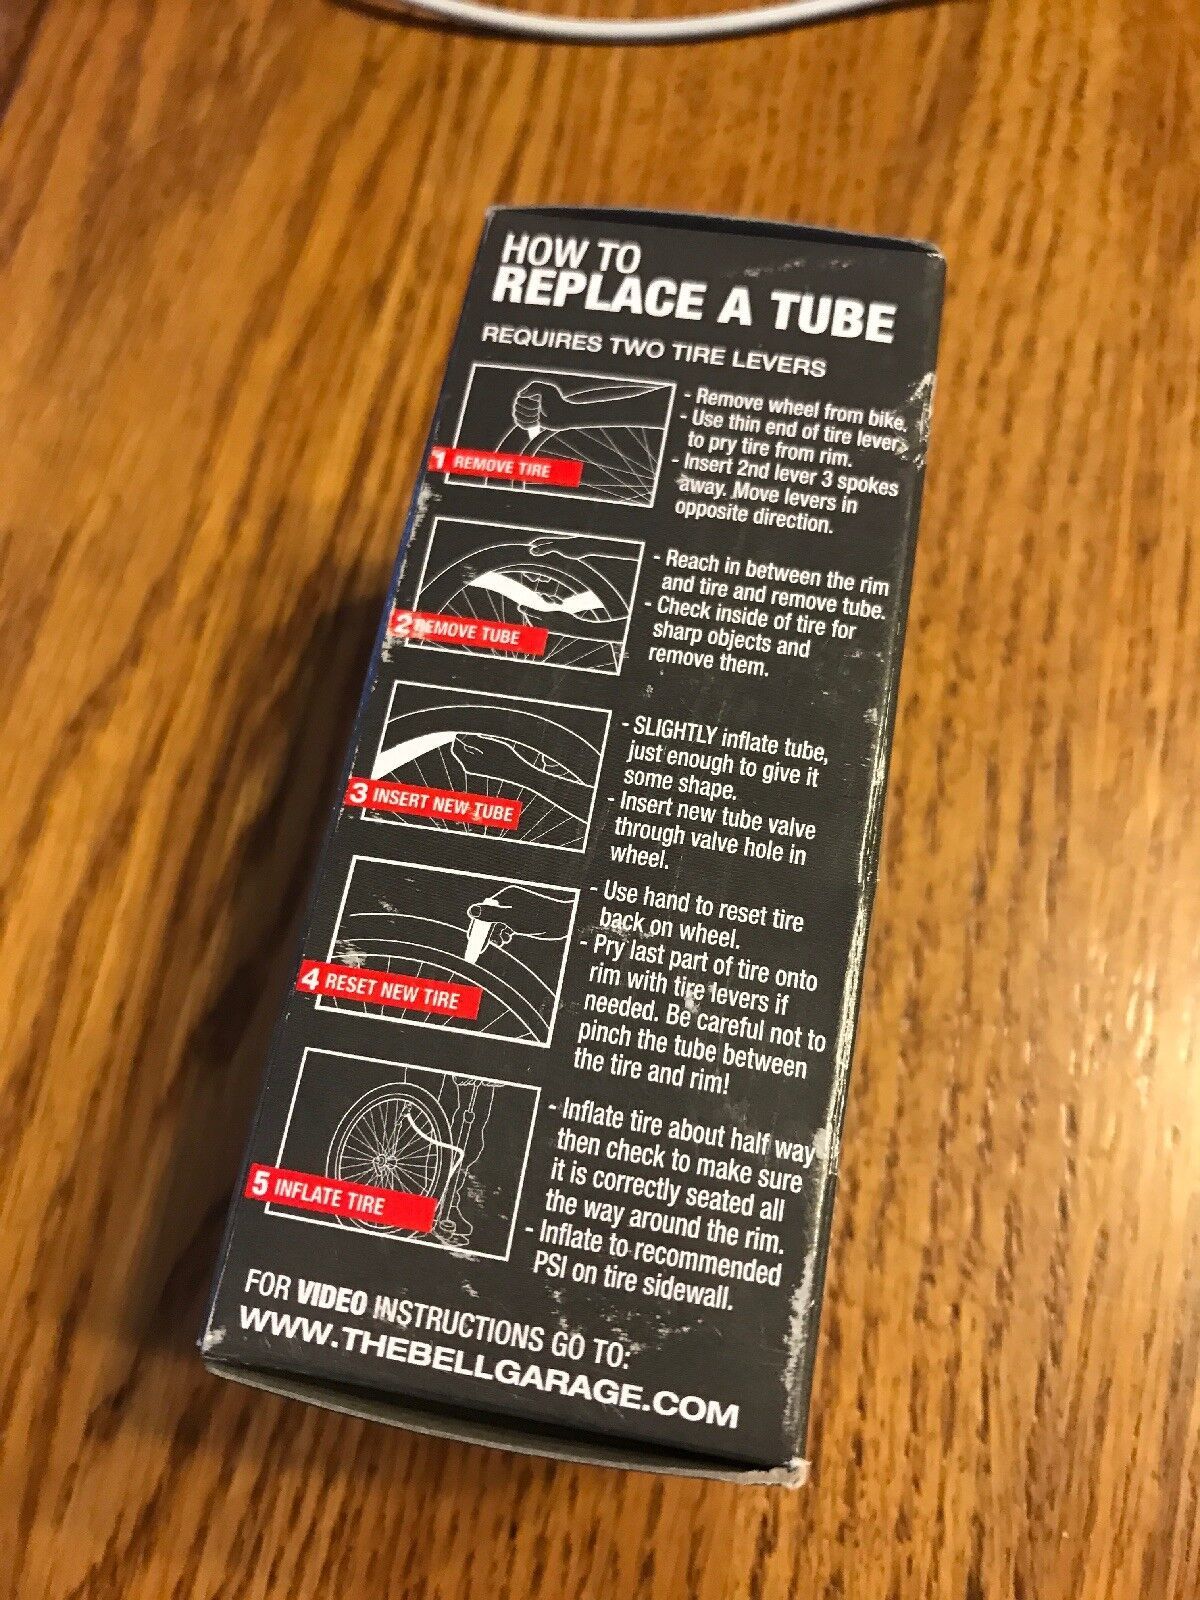 HOW TO
REPLACE A TUBE
REQUIRES TWO TIRE LEVERS
1 REMOVE TIRE
- Remove wheel from bike.
- Use thin end of tire lever
to pry tire from rim.
- Insert 2nd lever 3 spokes
away. Move levers in
opposite direction.
2 REMOVE TUBE
- Reach in between the rim
and tire and remove tube.
- Check inside of tire for
sharp objects and
remove them.
3 INSERT NEW TUBE
- SLIGHTLY inflate tube,
just enough to give it
some shape.
- Insert new tube valve
through valve hole in
wheel.
4 RESET NEW TIRE
- Use hand to reset tire
back on wheel.
- Pry last part of tire onto
rim with tire levers if
needed. Be careful not to
pinch the tube between
the tire and rim!
5 INFLATE TIRE
- Inflate tire about half way
then check to make sure
it is correctly seated all
the way around the rim.
- Inflate to recommended
PSI on tire sidewall.
FOR VIDEO INSTRUCTIONS GO TO:
WWW.THEBELLGARAGE.COM